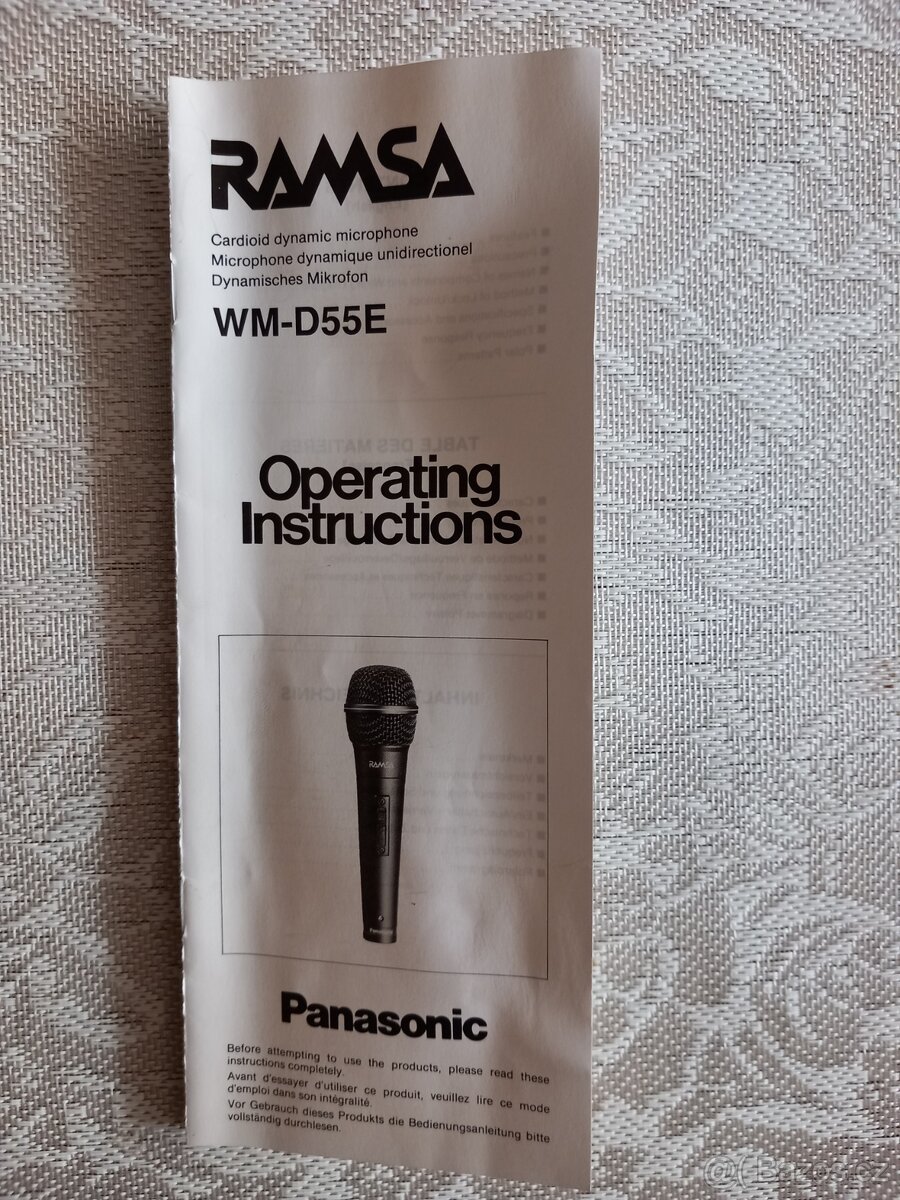 RAMSA
Cardioid dynamic microphone
Microphone dynamique unidirectionel
Dynamisches Mikrofon
WM-D55E
Operating
Instructions
RAMSA
Panasonic
Panasonic
Before attempting to use the products, please read these
instructions completely.
Avant d'essayer d'utiliser ce produit, veuillez lire ce mode
d'emploi dans son intégralité.
Vor Gebrauch dieses Produkts die Bedienungsanleitung bitte
vollständig durchlesen.
@ Bazos.cz